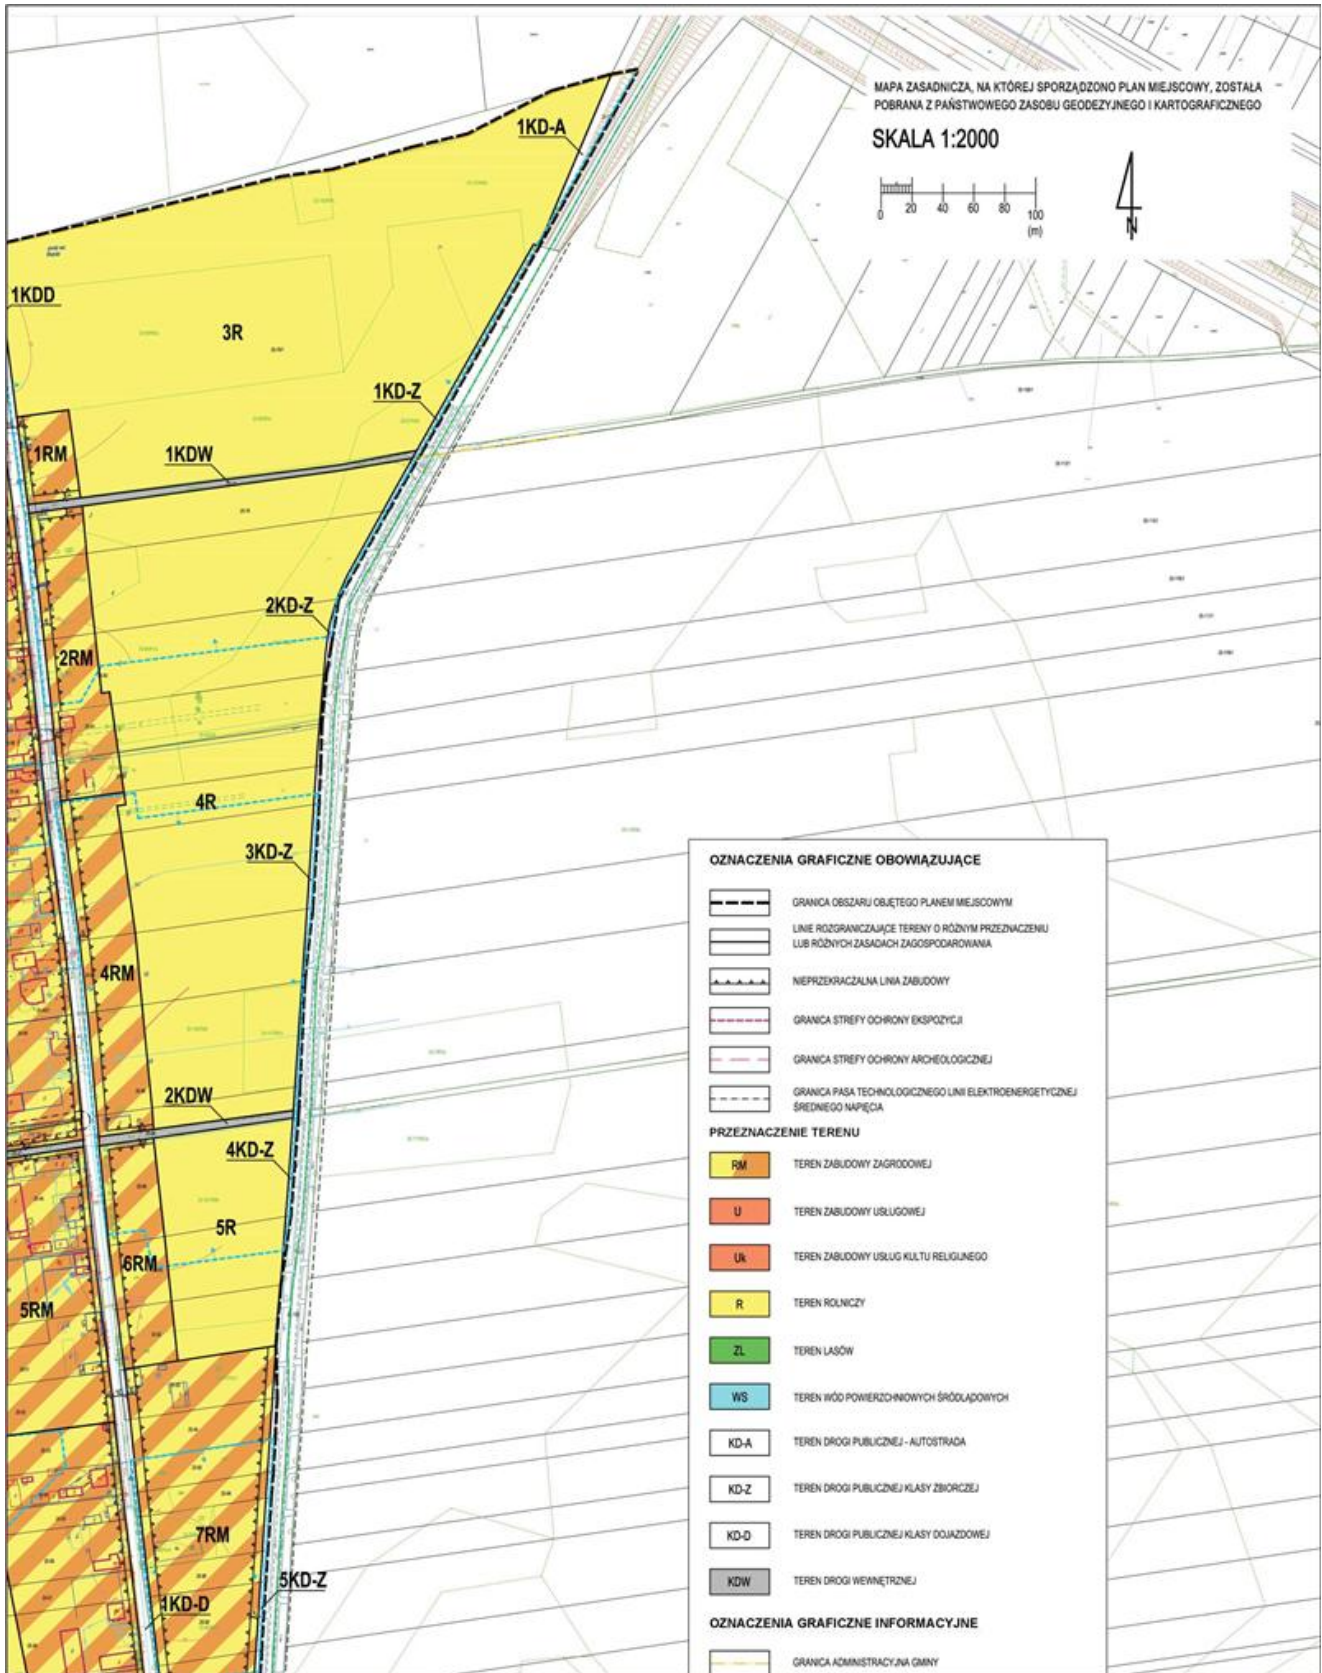 MAPA ZASADNICZA, NA KTÓREJ SPORZĄDZONO PLAN MIEJSCOWY, ZOSTAŁA
POBRANA Z PAŃSTWOWEGO ZASOBU GEODEZYJNEGO I KARTOGRAFICZNEGO
SKALA 1:2000
0 20 40 60 80 100
(m)
N
1KD-A
1KDD
3R
1KD-Z
1RM
1KDW
2KD-Z
2RM
4R
3KD-Z
4RM
2KDW
4KD-Z
5R
6RM
5RM
7RM
5KD-Z
1KD-D
OZNACZENIA GRAFICZNE OBOWIĄZUJĄCE
GRANICA OBSZARU OBJĘTEGO PLANEM MIEJSCOWYM
LINIE ROZGRANICZAJĄCE TERENY O RÓŻNYM PRZEZNACZENIU
LUB RÓŻNYCH ZASADACH ZAGOSPODAROWANIA
NIEPRZEKRACZALNA LINIA ZABUDOWY
GRANICA STREFY OCHRONY EKSPOZYCJI
GRANICA STREFY OCHRONY ARCHEOLOGICZNEJ
GRANICA PASA TECHNOLOGICZNEGO LINII ELEKTROENERGETYCZNEJ
ŚREDNIEGO NAPIĘCIA
PRZEZNACZENIE TERENU
RM TEREN ZABUDOWY ZAGRODOWEJ
U TEREN ZABUDOWY USŁUGOWEJ
Uk TEREN ZABUDOWY USŁUG KULTU RELIGIJNEGO
R TEREN ROLNICZY
ZL TEREN LASÓW
WS TEREN WÓD POWIERZCHNIOWYCH ŚRÓDLĄDOWYCH
KD-A TEREN DROGI PUBLICZNEJ - AUTOSTRADA
KD-Z TEREN DROGI PUBLICZNEJ KLASY ZBIORCZEJ
KD-D TEREN DROGI PUBLICZNEJ KLASY DOJAZDOWEJ
KDW TEREN DROGI WEWNĘTRZNEJ
OZNACZENIA GRAFICZNE INFORMACYJNE
GRANICA ADMINISTRACYJNA GMINY